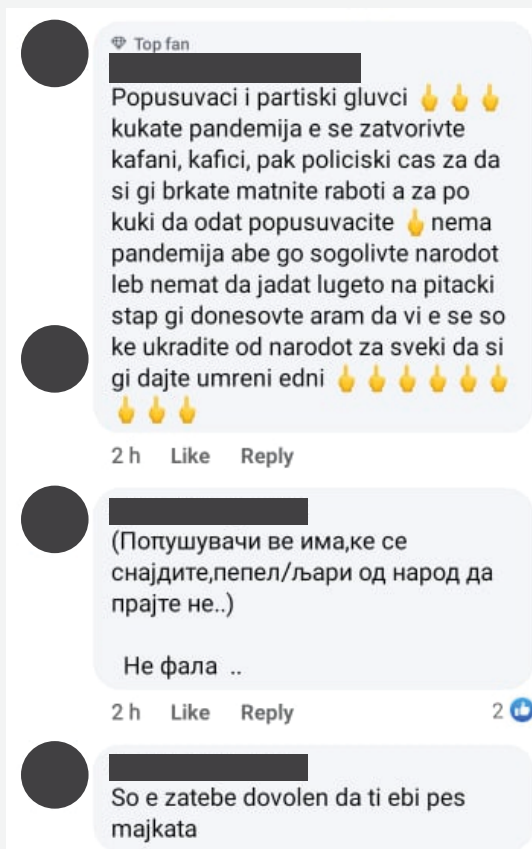 Top fan
Popusuvaci i partiski gluvci 🖕🖕🖕
kukate pandemija e se zatvorivte
kafani, kafici, pak policiski cas za da
si gi brkate matnite raboti a za po
kuki da odat popusuvacite 🖕 nema
pandemija abe go sogolivte narodot
leb nemat da jadat lugeto na pitacki
stap gi donesovte aram da vi e se so
ke ukradite od narodot za sveki da si
gi dajte umreni edni 🖕🖕🖕🖕🖕🖕
🖕🖕🖕
2 h Like Reply
(Попушувачи ве има,ке се
снајдите,пепел/љари од народ да
прајте не..)
Не фала ..
2 h Like Reply 2
So e zatebe dovolen da ti ebi pes
majkata